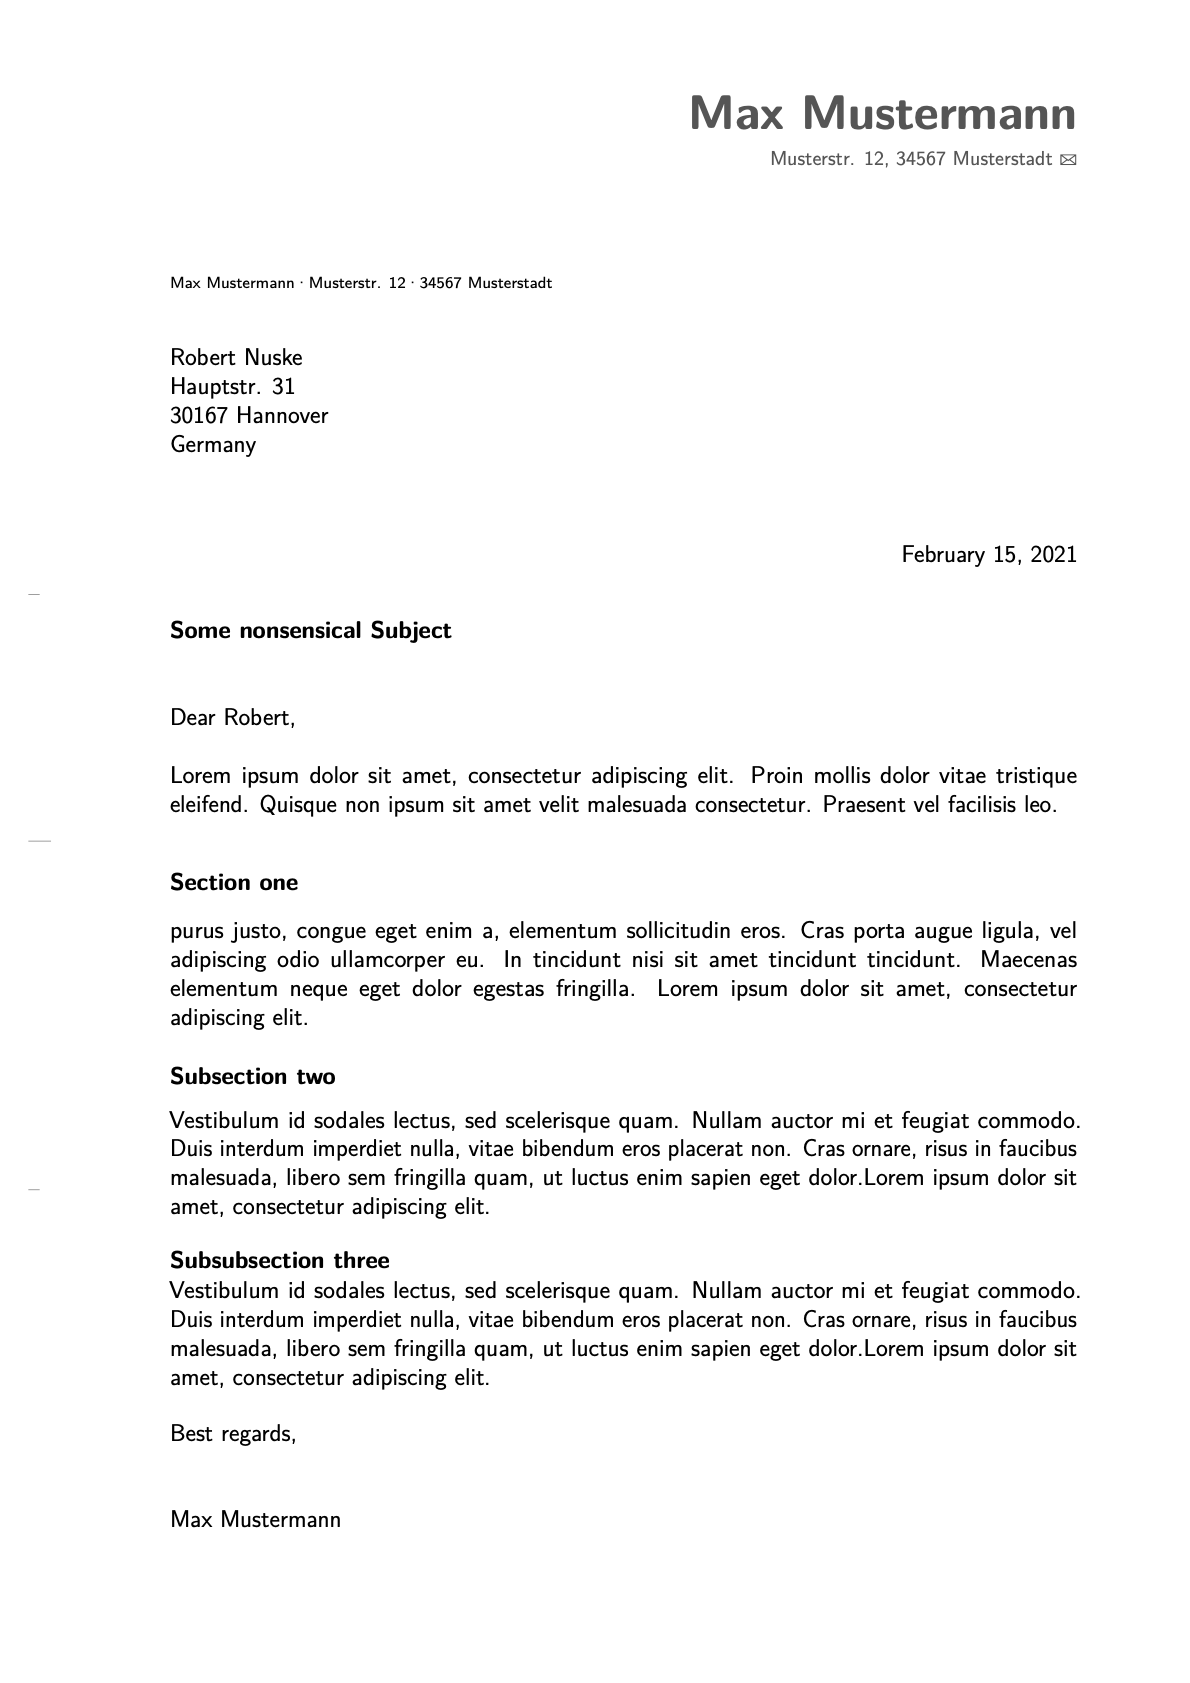 Max Mustermann
Musterstr. 12, 34567 Musterstadt ✉
Max Mustermann · Musterstr. 12 · 34567 Musterstadt
Robert Nuske
Hauptstr. 31
30167 Hannover
Germany
February 15, 2021
Some nonsensical Subject
Dear Robert,
Lorem ipsum dolor sit amet, consectetur adipiscing elit. Proin mollis dolor vitae tristique
eleifend. Quisque non ipsum sit amet velit malesuada consectetur. Praesent vel facilisis leo.
Section one
purus justo, congue eget enim a, elementum sollicitudin eros. Cras porta augue ligula, vel
adipiscing odio ullamcorper eu. In tincidunt nisi sit amet tincidunt tincidunt. Maecenas
elementum neque eget dolor egestas fringilla. Lorem ipsum dolor sit amet, consectetur
adipiscing elit.
Subsection two
Vestibulum id sodales lectus, sed scelerisque quam. Nullam auctor mi et feugiat commodo.
Duis interdum imperdiet nulla, vitae bibendum eros placerat non. Cras ornare, risus in faucibus
malesuada, libero sem fringilla quam, ut luctus enim sapien eget dolor.Lorem ipsum dolor sit
amet, consectetur adipiscing elit.
Subsubsection three
Vestibulum id sodales lectus, sed scelerisque quam. Nullam auctor mi et feugiat commodo.
Duis interdum imperdiet nulla, vitae bibendum eros placerat non. Cras ornare, risus in faucibus
malesuada, libero sem fringilla quam, ut luctus enim sapien eget dolor.Lorem ipsum dolor sit
amet, consectetur adipiscing elit.
Best regards,
Max Mustermann